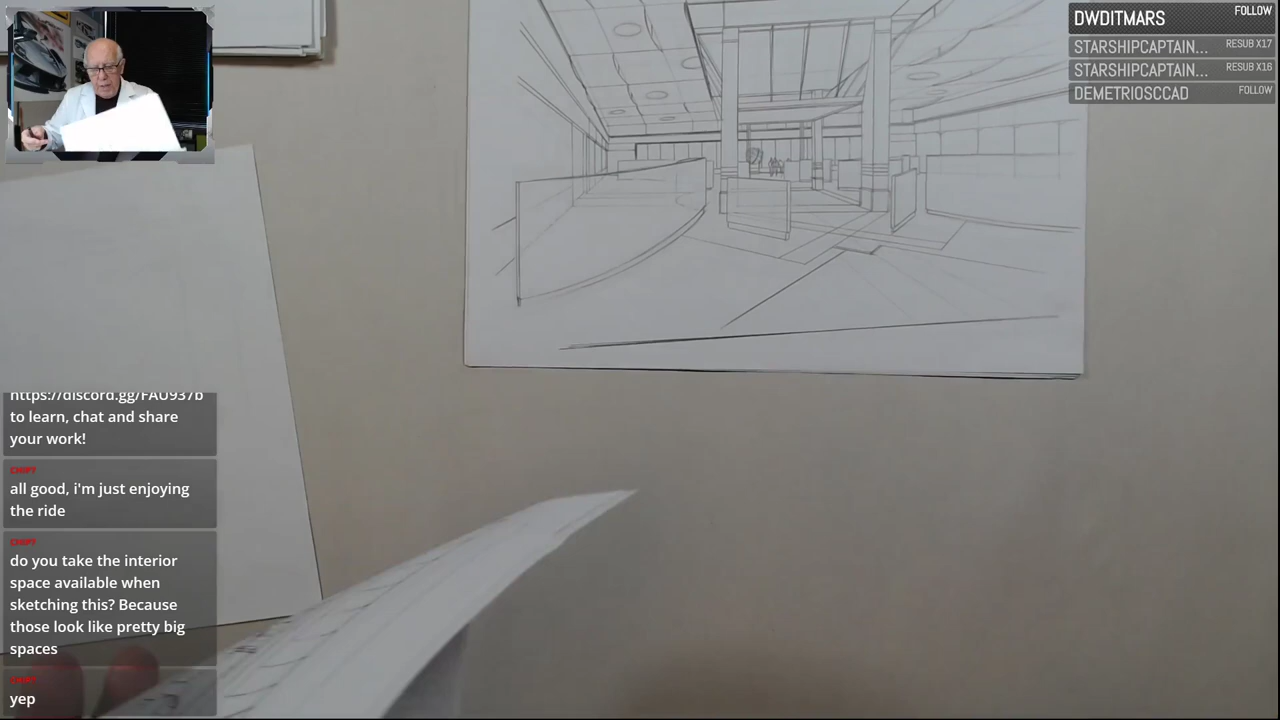 DWDITMARS
FOLLOW
STARSHIPCAPTAIN...
RESUB X17
STARSHIPCAPTAIN...
RESUB X16
DEMETRIOSCCAD
FOLLOW
https://discord.gg/FAU937b
to learn, chat and share
your work!
all good, i'm just enjoying
the ride
do you take the interior
space available when
sketching this? Because
those look like pretty big
spaces
yep